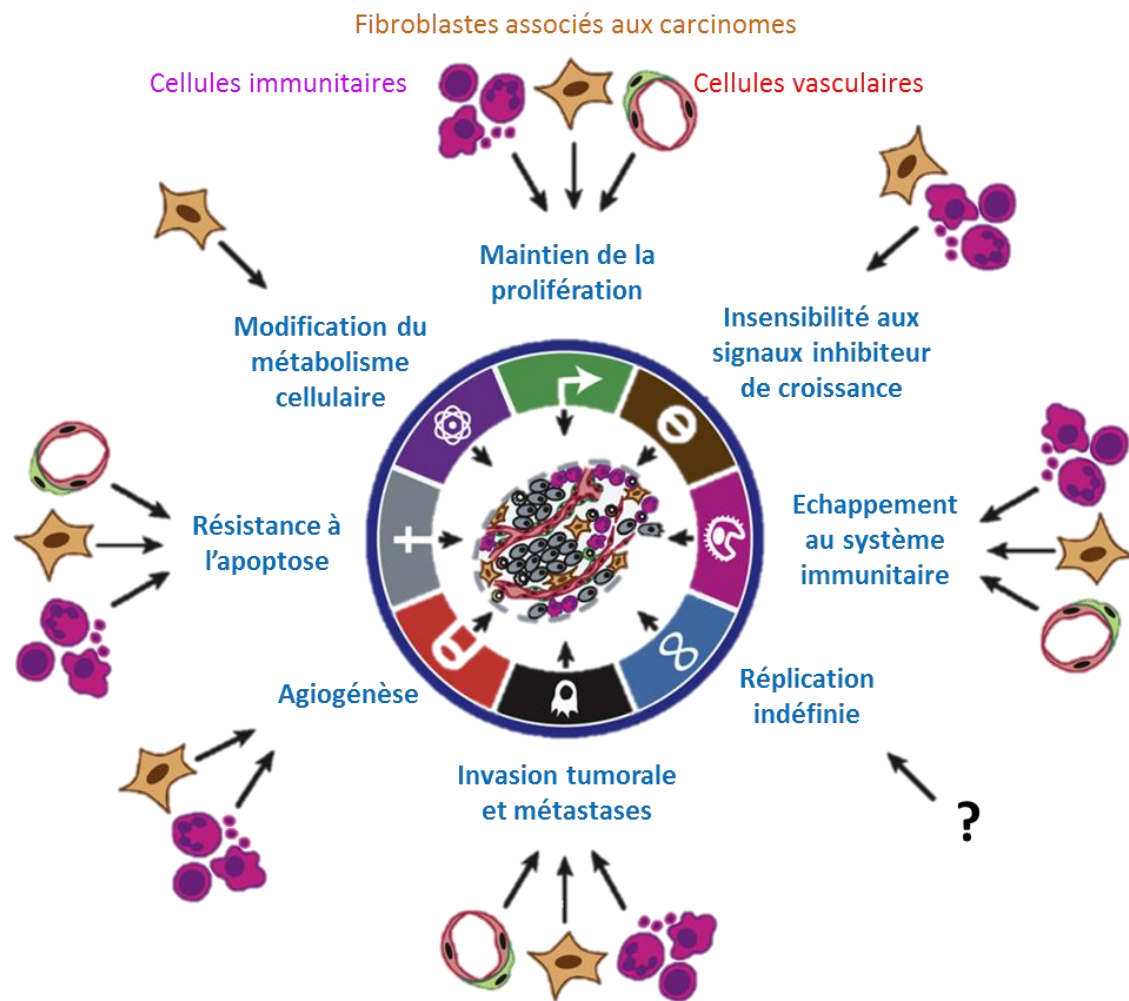 Fibroblastes associés aux carcinomes
Cellules immunitaires
Cellules vasculaires
Maintien de la
prolifération
Modification du
métabolisme
cellulaire
Insensibilité aux
signaux inhibiteur
de croissance
Résistance à
l’apoptose
Echappement
au système
immunitaire
Agiogénèse
Réplication
indéfinie
Invasion tumorale
et métastases
?